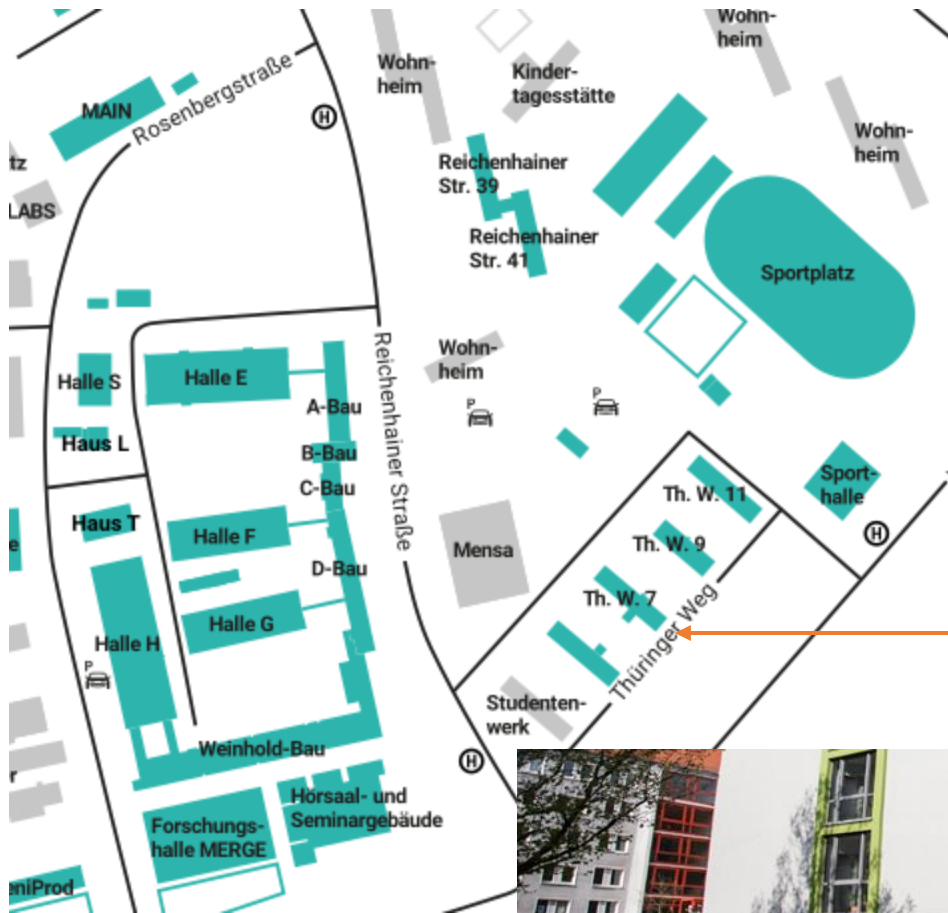 Wohn-
heim
Wohn-
heim
Kinder-
tagesstätte
MAIN
Rosenbergstraße
H
Wohn-
heim
tz
Reichenhainer
Str. 39
LABS
Reichenhainer
Str. 41
Sportplatz
Reichenhainer Straße
Wohn-
heim
Halle E
Halle S
P
P
A-Bau
Haus L
B-Bau
C-Bau
Sport-
halle
Th. W. 11
Haus T
Halle F
H
e
Mensa
Th. W. 9
D-Bau
Th. W. 7
Halle G
Halle H
Thüringer Weg
P
Studenten-
werk
Weinhold-Bau
H
r
Hörsaal- und
Seminargebäude
Forschungs-
halle MERGE
eniProd